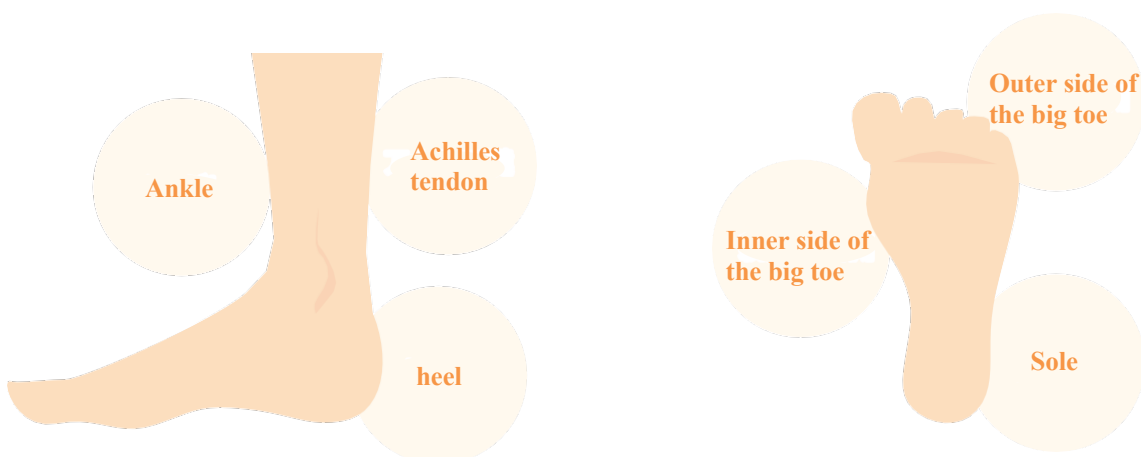 Ankle
Achilles
tendon
heel
Outer side of
the big toe
Inner side of
the big toe
Sole